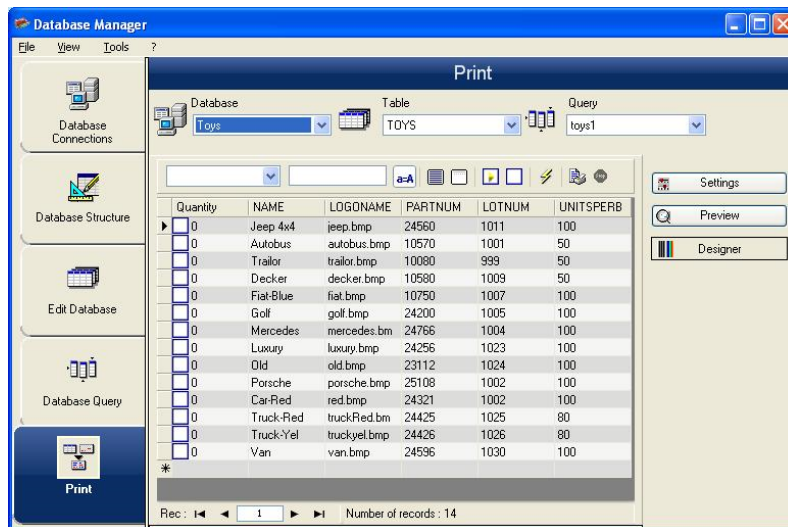 Database Manager
File View Tools ?
Print
Database Connections
Database Structure
Edit Database
Database Query
Print
Database Table Query
Toys TOYS toys1
a=A
Settings
Preview
Designer
Quantity NAME LOGONAME PARTNUM LOTNUM UNITSPERB
0 Jeep 4x4 jeep.bmp 24560 1011 100
0 Autobus autobus.bmp 10570 1001 50
0 Trailor trailor.bmp 10080 999 50
0 Decker decker.bmp 10580 1009 50
0 Fiat-Blue fiat.bmp 10750 1007 100
0 Golf golf.bmp 24200 1005 100
0 Mercedes mercedes.bm 24766 1004 100
0 Luxury luxury.bmp 24256 1023 100
0 Old old.bmp 23112 1024 100
0 Porsche porsche.bmp 25108 1002 100
0 Car-Red red.bmp 24321 1002 100
0 Truck-Red truckRed.bm 24425 1025 80
0 Truck-Yel truckyel.bmp 24426 1026 80
0 Van van.bmp 24596 1030 100
Rec : 1 Number of records : 14